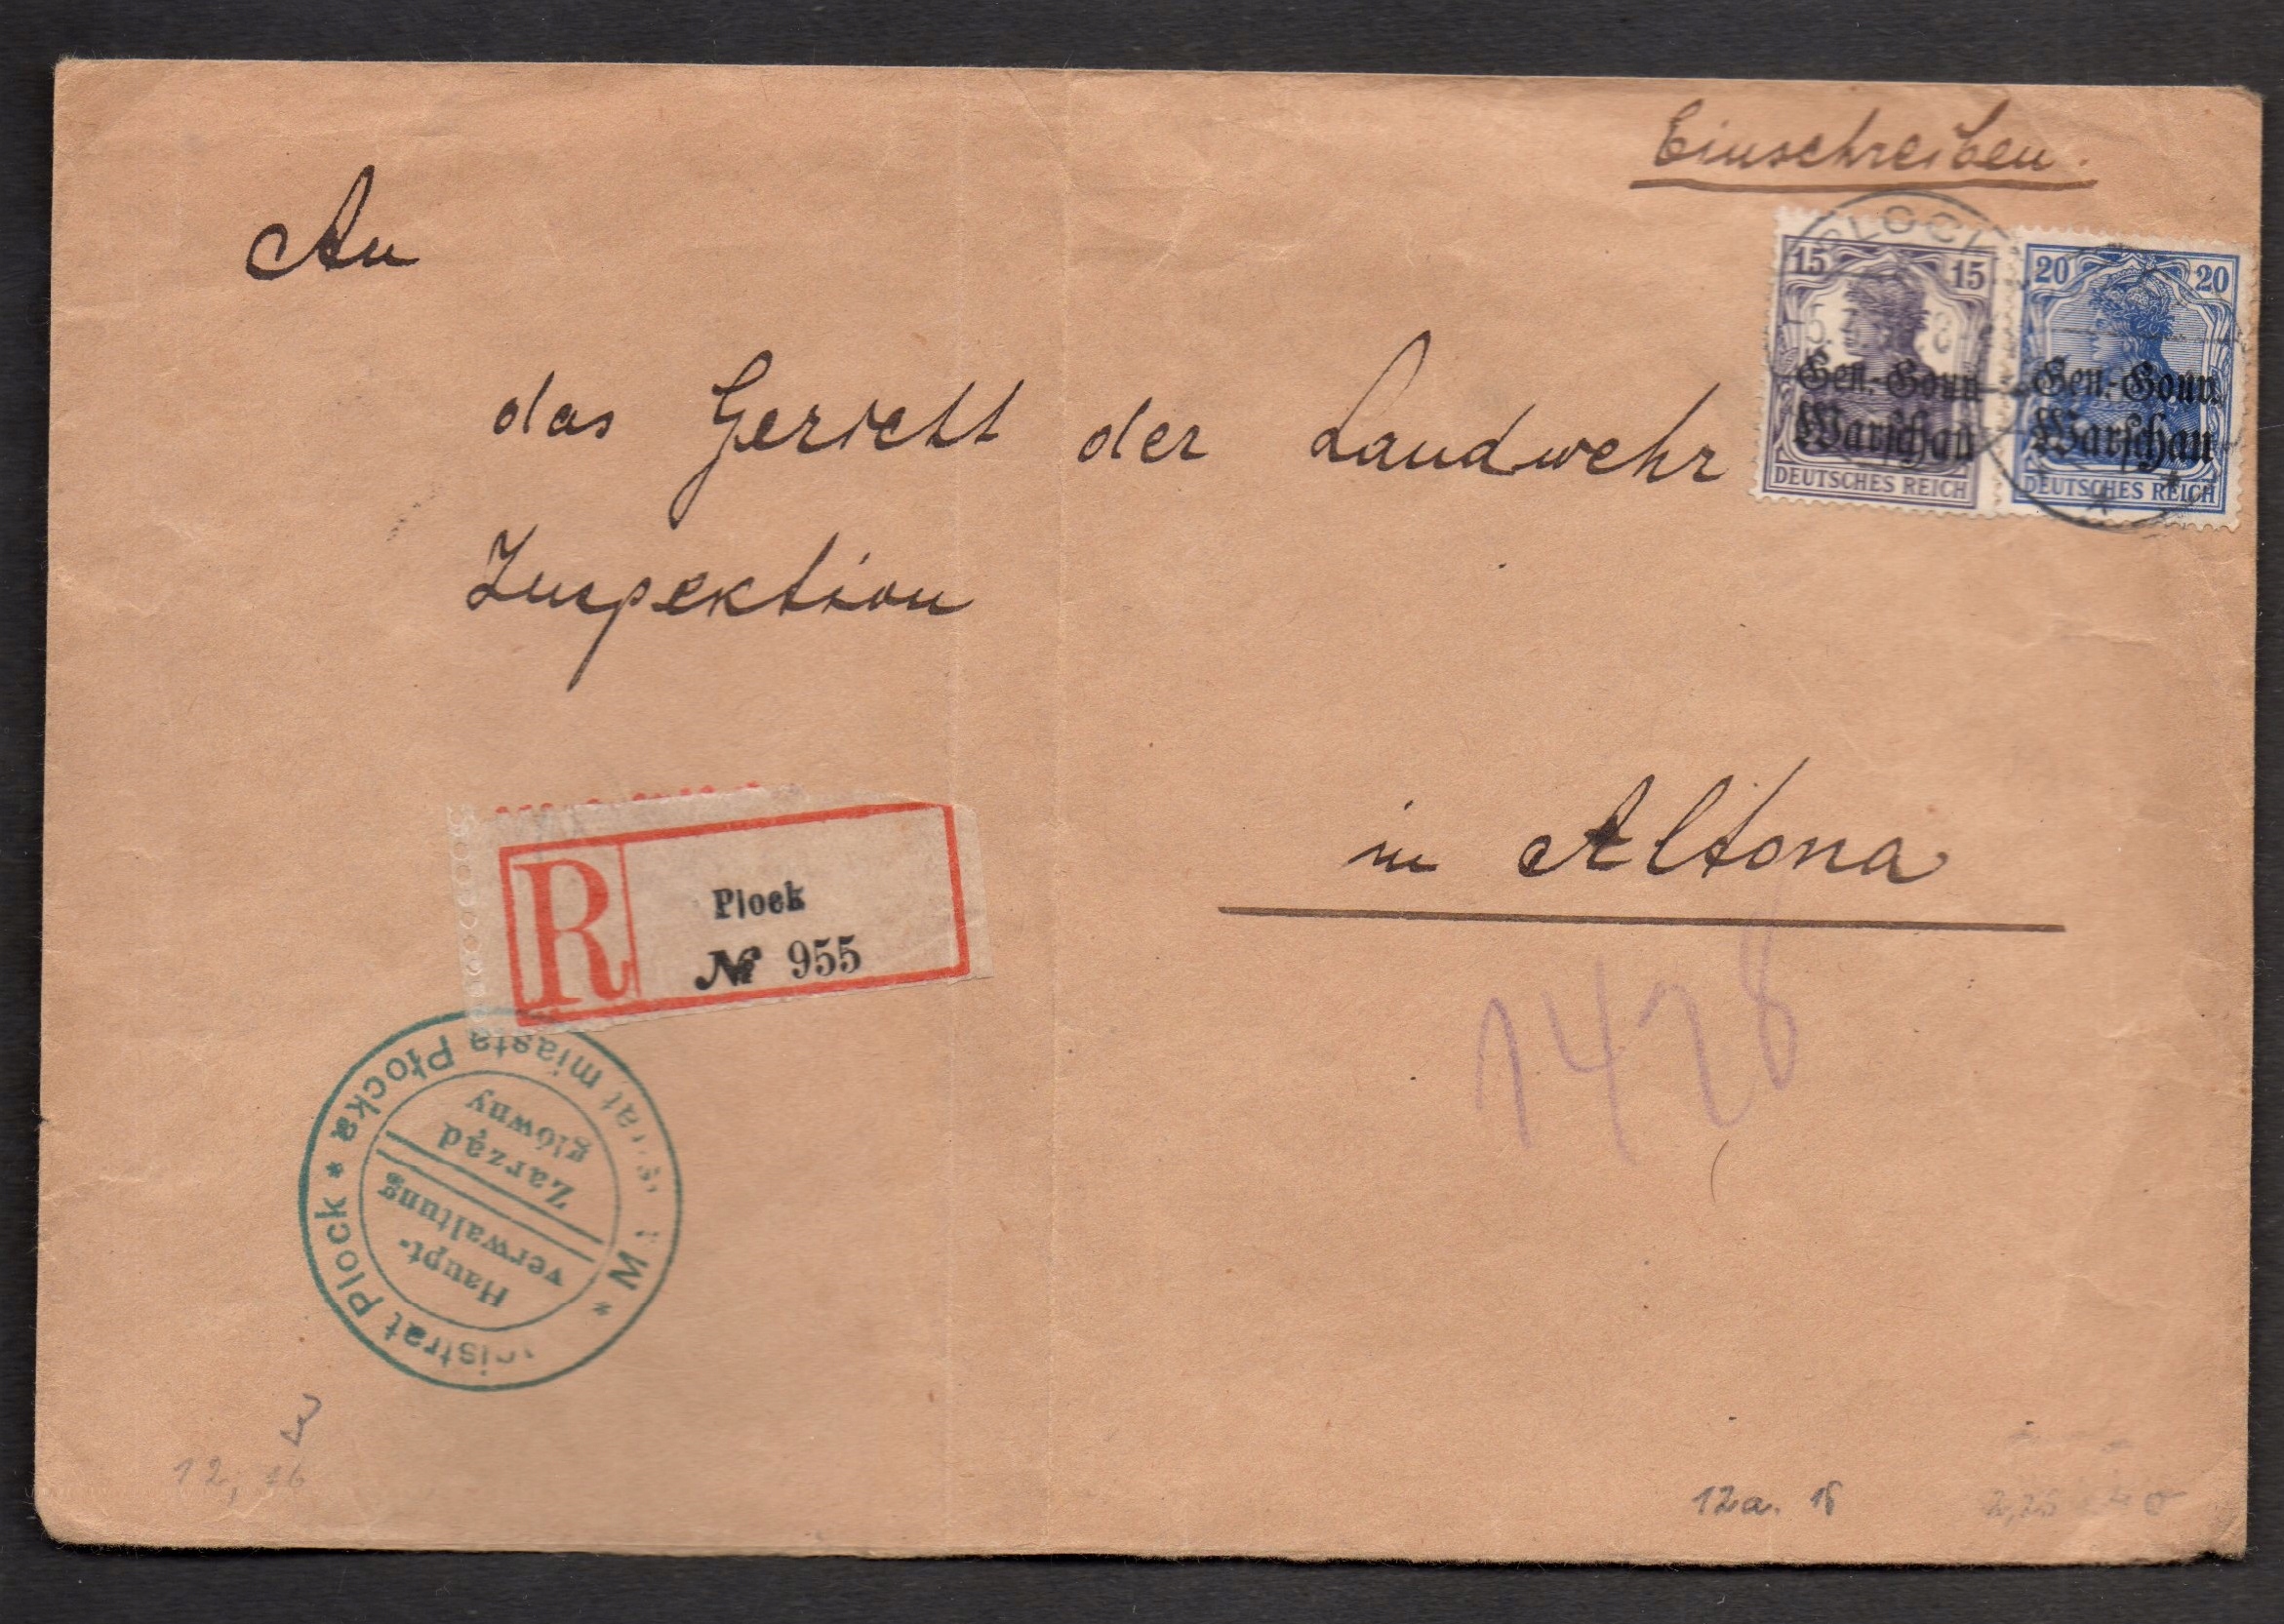 Einschreiben.
An
das Gericht der Landwehr
Inspektion
in Altona
15 15
Gen.-Gouv.
Warschau
DEUTSCHES REICH
20 20
Gen.-Gouv.
Warschau
DEUTSCHES REICH
R
Plock
№ 955
1428
miasta Płocka * Plock *
Zarząd
główny
Haupt-
verwaltung
12a.